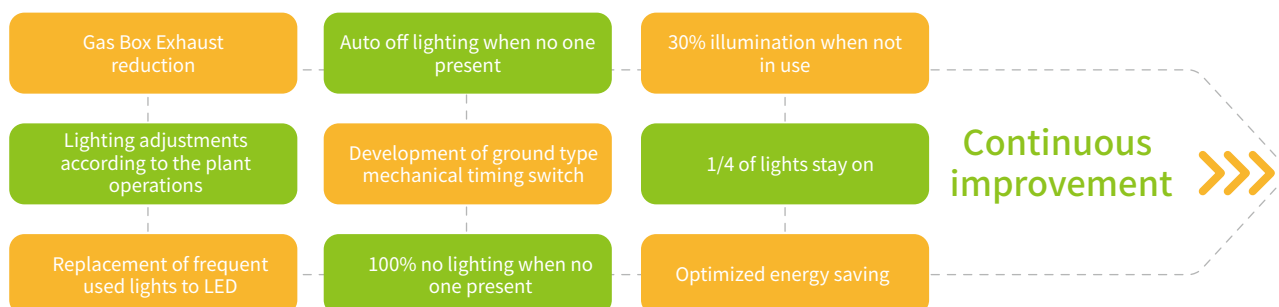 Gas Box Exhaust
reduction
Auto off lighting when no one
present
30% illumination when not
in use
Lighting adjustments
according to the plant
operations
Development of ground type
mechanical timing switch
1/4 of lights stay on
Continuous
improvement
Replacement of frequent
used lights to LED
100% no lighting when no
one present
Optimized energy saving